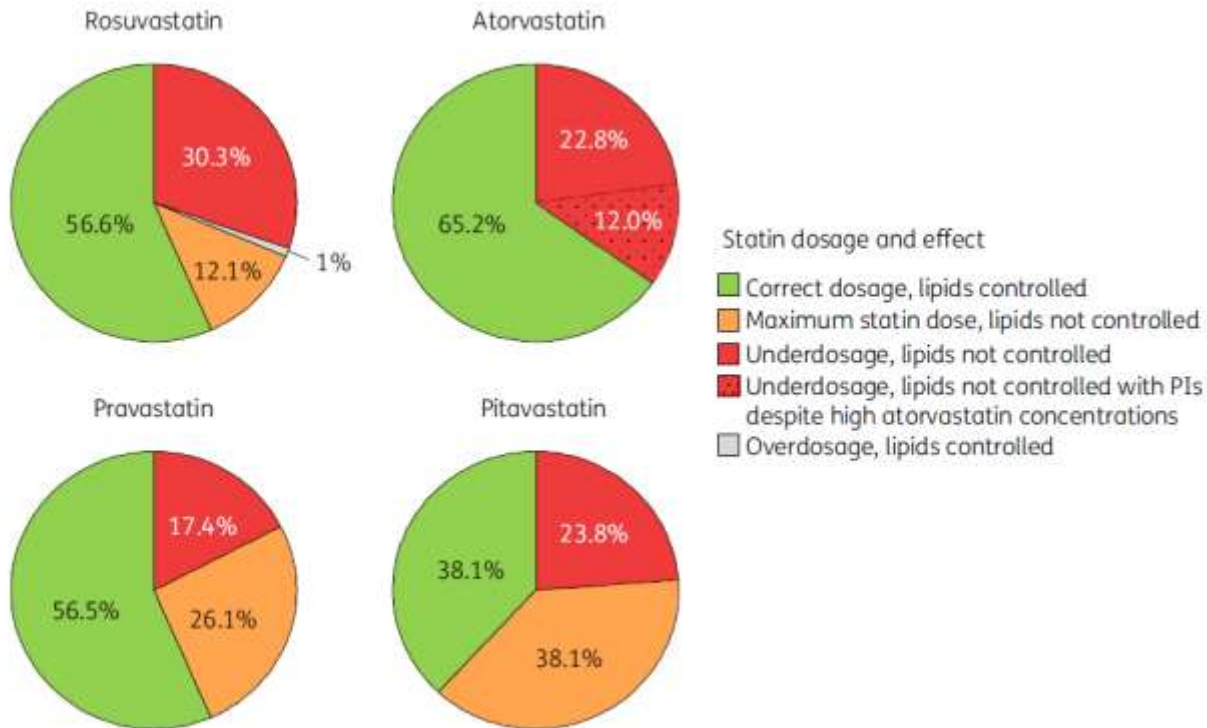 Rosuvastatin
Atorvastatin
30.3%
56.6%
12.1%
1%
22.8%
12.0%
65.2%
Statin dosage and effect
Correct dosage, lipids controlled
Maximum statin dose, lipids not controlled
Underdosage, lipids not controlled
Underdosage, lipids not controlled with PIs
despite high atorvastatin concentrations
Overdosage, lipids controlled
Pravastatin
Pitavastatin
17.4%
56.5%
26.1%
23.8%
38.1%
38.1%